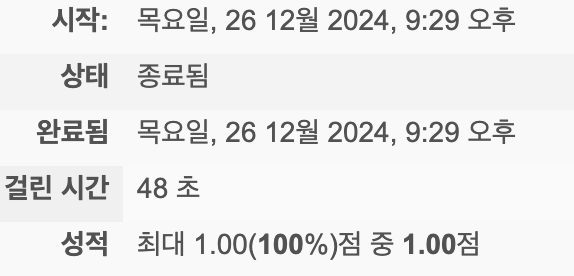 시작: 목요일, 26 12월 2024, 9:29 오후
상태 종료됨
완료됨 목요일, 26 12월 2024, 9:29 오후
걸린 시간 48 초
성적 최대 1.00(100%)점 중 1.00점